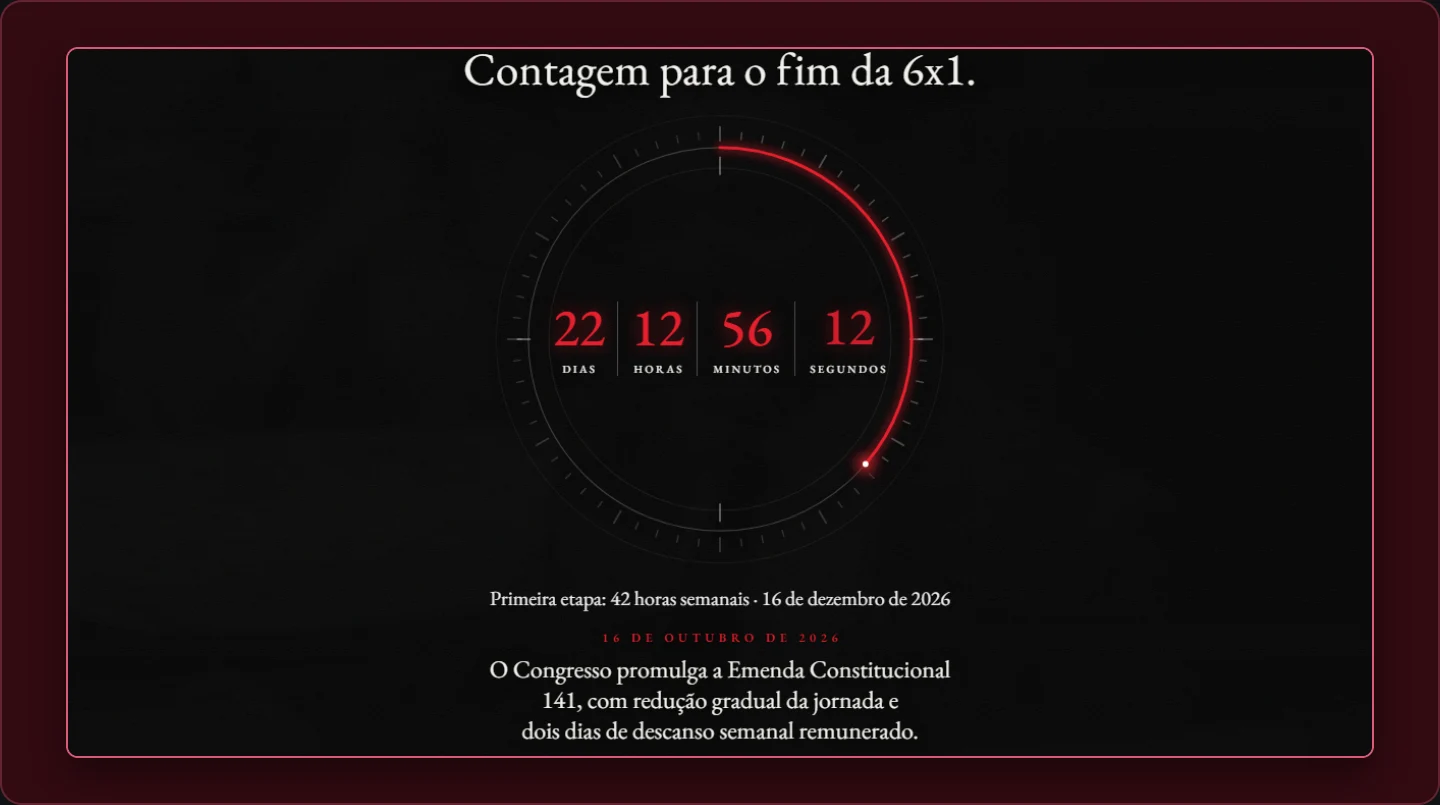 Contagem para o fim da 6x1.
22 12 56 12
DIAS HORAS MINUTOS SEGUNDOS
Primeira etapa: 42 horas semanais · 16 de dezembro de 2026
16 DE OUTUBRO DE 2026
O Congresso promulga a Emenda Constitucional
141, com redução gradual da jornada e
dois dias de descanso semanal remunerado.